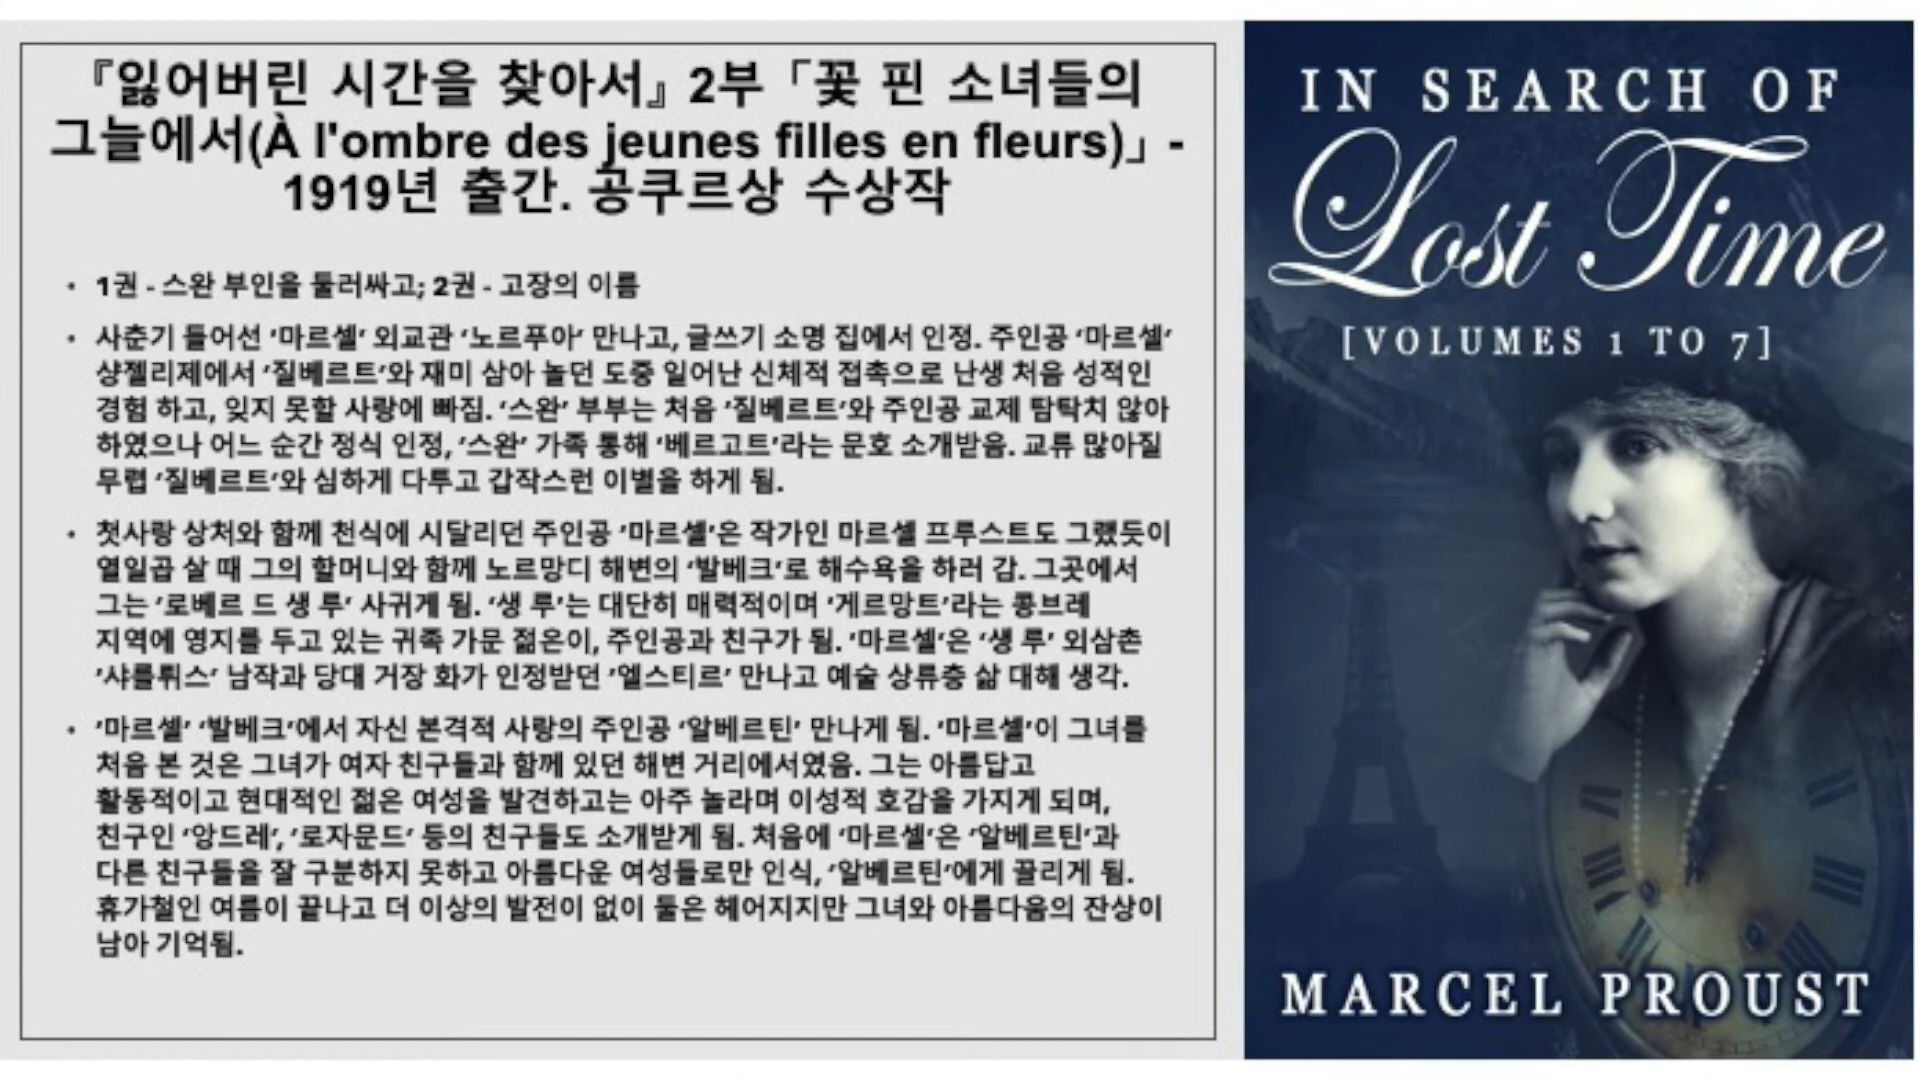 『잃어버린 시간을 찾아서』 2부 「꽃 핀 소녀들의
그늘에서(À l'ombre des jeunes filles en fleurs)」 -
1919년 출간. 공쿠르상 수상작
• 1권 - 스완 부인을 둘러싸고; 2권 - 고장의 이름
• 사춘기 들어선 ‘마르셀’ 외교관 ‘노르푸아’ 만나고, 글쓰기 소명 집에서 인정. 주인공 ‘마르셀’
샹젤리제에서 ‘질베르트’와 재미 삼아 놀던 도중 일어난 신체적 접촉으로 난생 처음 성적인
경험 하고, 잊지 못할 사랑에 빠짐. ‘스완’ 부부는 처음 ‘질베르트’와 주인공 교제 탐탁치 않아
하였으나 어느 순간 정식 인정, ‘스완’ 가족 통해 ‘베르고트’라는 문호 소개받음. 교류 많아질
무렵 ‘질베르트’와 심하게 다투고 갑작스런 이별을 하게 됨.
• 첫사랑 상처와 함께 천식에 시달리던 주인공 ‘마르셀’은 작가인 마르셀 프루스트도 그랬듯이
열일곱 살 때 그의 할머니와 함께 노르망디 해변의 ‘발베크’로 해수욕을 하러 감. 그곳에서
그는 ‘로베르 드 생 루’ 사귀게 됨. ‘생 루’는 대단히 매력적이며 ‘게르망트’라는 콩브레
지역에 영지를 두고 있는 귀족 가문 젊은이, 주인공과 친구가 됨. ‘마르셀’은 ‘생 루’ 외삼촌
‘샤를뤼스’ 남작과 당대 거장 화가 인정받던 ‘엘스티르’ 만나고 예술 상류층 삶 대해 생각.
• ‘마르셀’ ‘발베크’에서 자신 본격적 사랑의 주인공 ‘알베르틴’ 만나게 됨. ‘마르셀’이 그녀를
처음 본 것은 그녀가 여자 친구들과 함께 있던 해변 거리에서였음. 그는 아름답고
활동적이고 현대적인 젊은 여성을 발견하고는 아주 놀라며 이성적 호감을 가지게 되며,
친구인 ‘앙드레’, ‘로자문드’ 등의 친구들도 소개받게 됨. 처음에 ‘마르셀’은 ‘알베르틴’과
다른 친구들을 잘 구분하지 못하고 아름다운 여성들로만 인식, ‘알베르틴’에게 끌리게 됨.
휴가철인 여름이 끝나고 더 이상의 발전이 없이 둘은 헤어지지만 그녀와 아름다움의 잔상이
남아 기억됨.
IN SEARCH OF
Lost Time
[VOLUMES 1 TO 7]
MARCEL PROUST